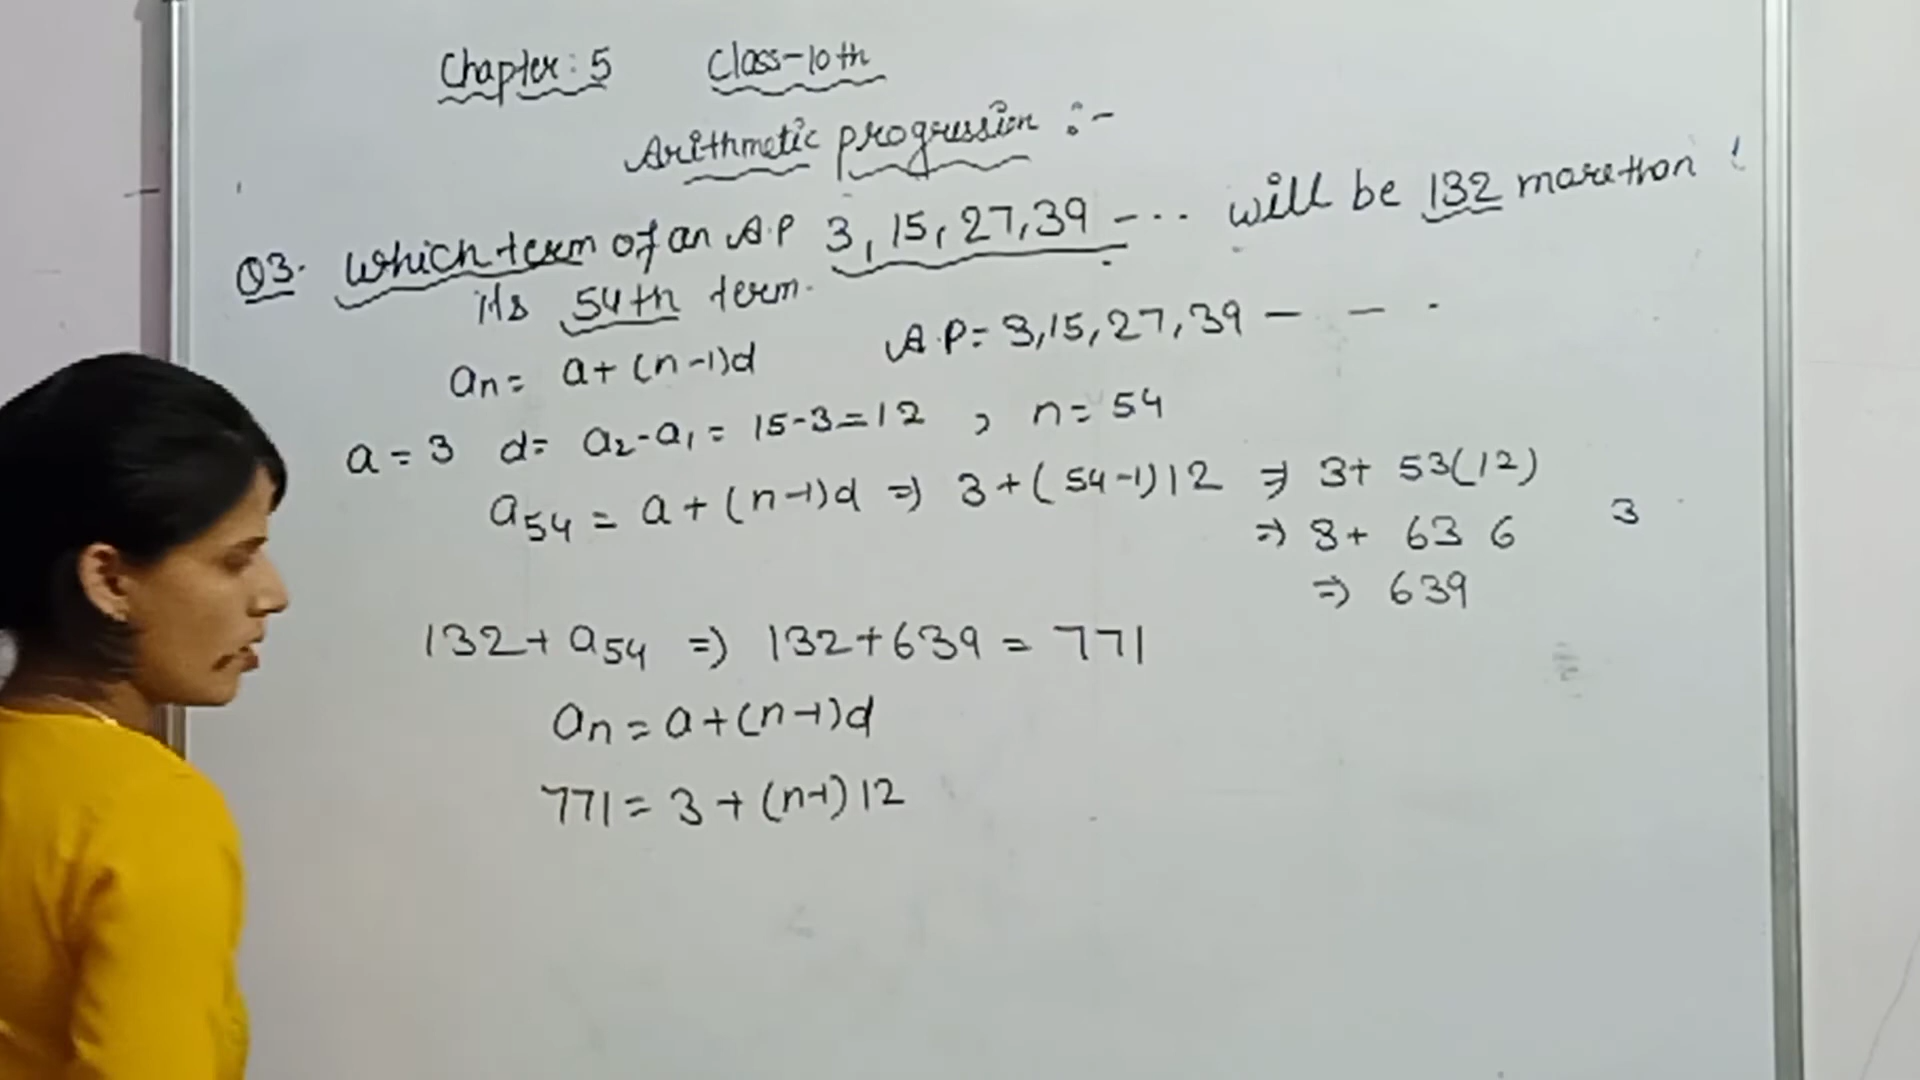 Chapter: 5 Class-10th
Arithmetic progression :-
Q3. Which term of an A.P 3, 15, 27, 39 -... will be 132 more than
its 54th term.
an = a + (n-1)d A.P = 3, 15, 27, 39 - - -
a = 3 d = a2 - a1 = 15 - 3 = 12 , n = 54
a54 = a + (n-1)d => 3 + (54-1)12 => 3 + 53(12)
=> 3 + 636 3
=> 639
132 + a54 => 132 + 639 = 771
an = a + (n-1)d
771 = 3 + (n-1)12